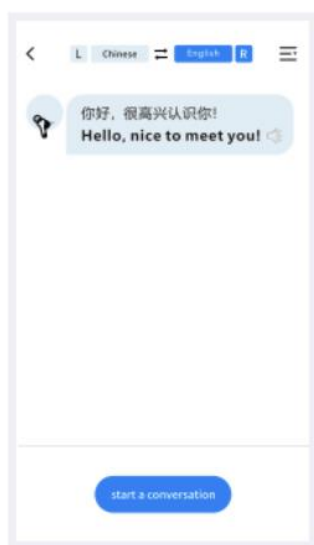 L Chinese English R
你好，很高兴认识你!
Hello, nice to meet you!
start a conversation